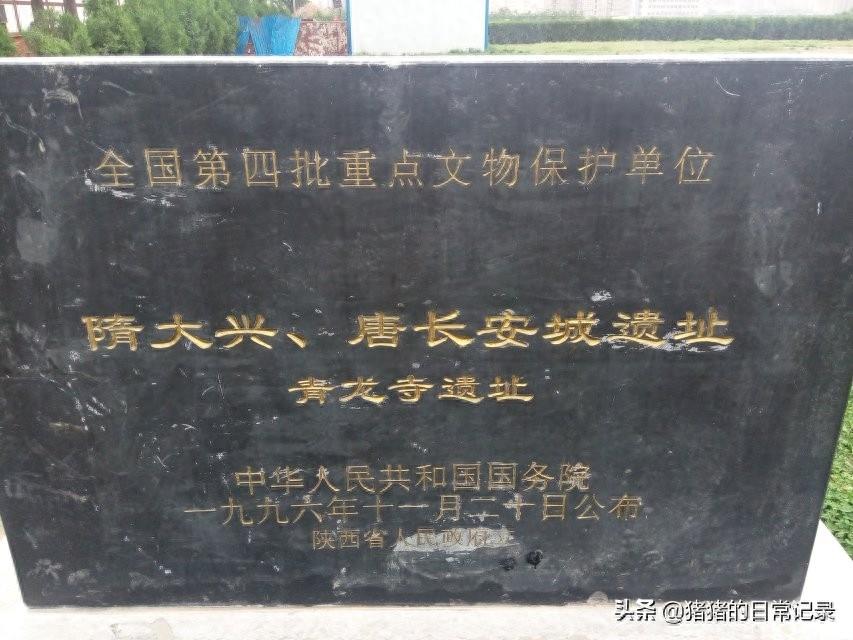 全国第四批重点文物保护单位
隋大兴、唐长安城遗址
青龙寺遗址
中华人民共和国国务院
一九九六年十一月二十日公布
陕西省人民政府立
头条 @猪猪的日常记录